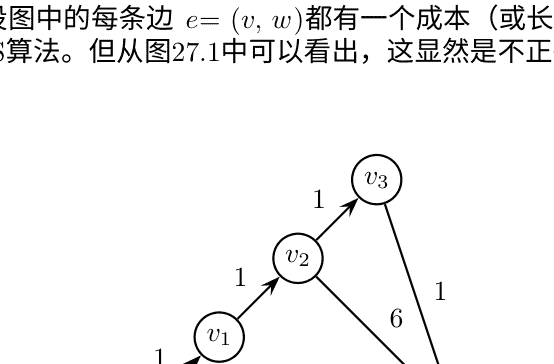 设图中的每条边 e= (v, w)都有一个成本（或长
算法。但从图27.1中可以看出，这显然是不正
v3
1
v2
1
1
6
v1
1